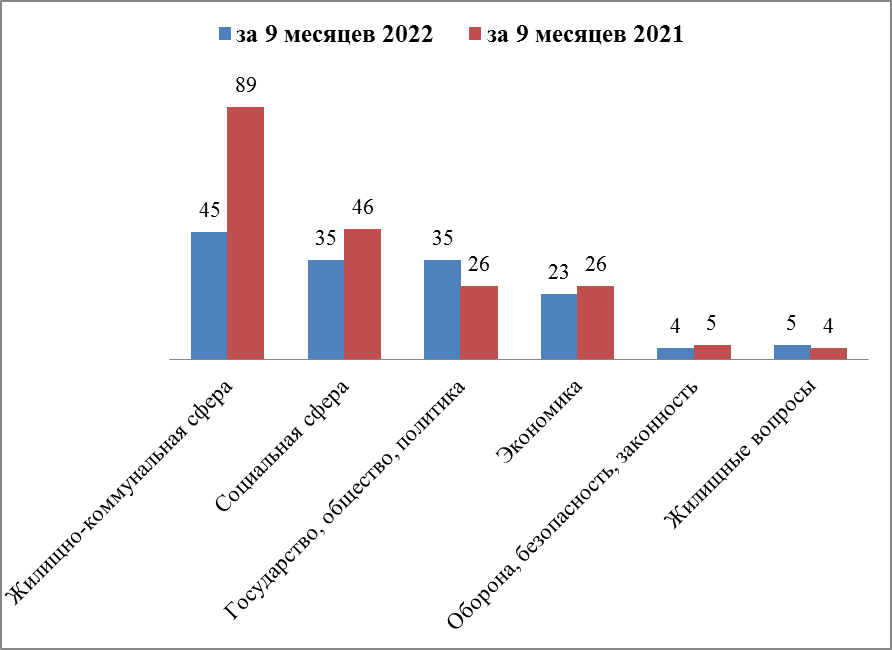 за 9 месяцев 2022 за 9 месяцев 2021
89
45
35
46
35
26
23
26
4
5
5
4
Жилищно-коммунальная сфера
Социальная сфера
Государство, общество, политика
Экономика
Оборона, безопасность, законность
Жилищные вопросы